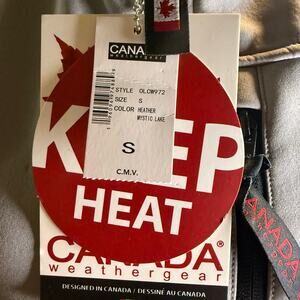 CANA
weathergear
STYLE OLCW972
SIZE S
COLOR HEATHER
MYSTIC LAKE
S
C.M.V.
K EP
HEAT
CANADA®
weathergear
DESIGNED IN CANADA / DESSINÉ AU CANADA
CANADA